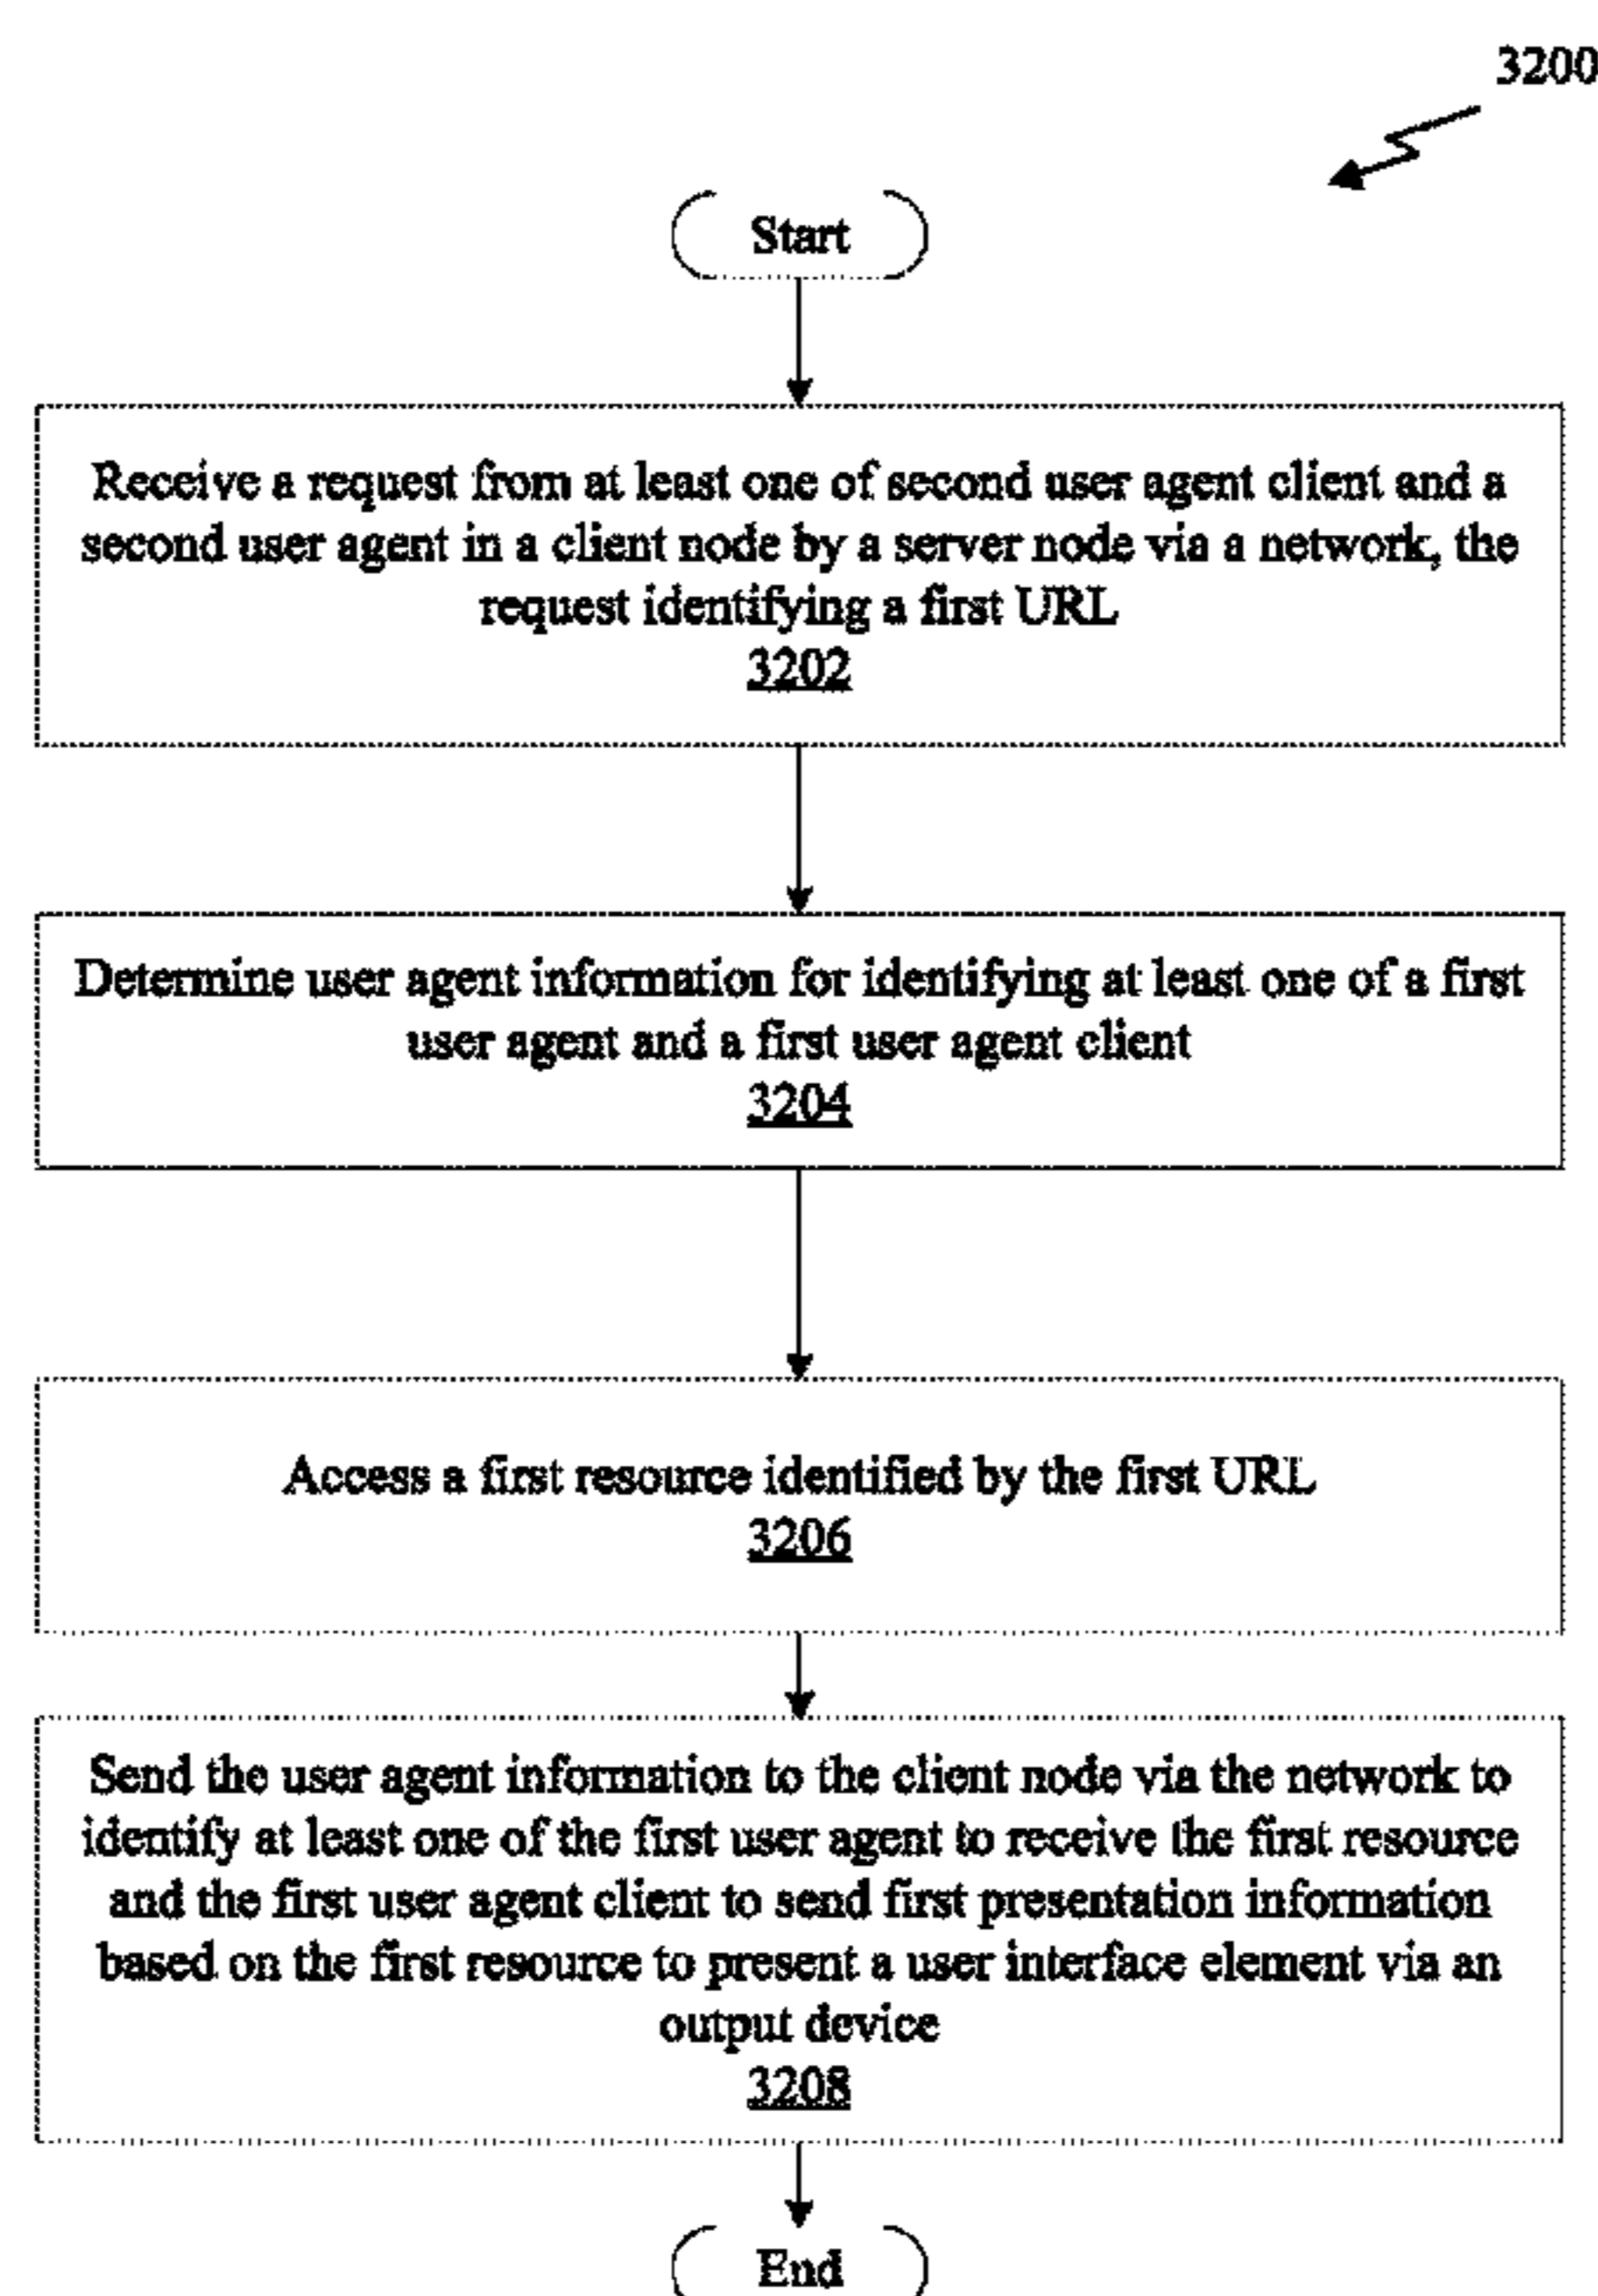 3200
Start
Receive a request from at least one of second user agent client and a
second user agent in a client node by a server node via a network, the
request identifying a first URL
3202
Determine user agent information for identifying at least one of a first
user agent and a first user agent client
3204
Access a first resource identified by the first URL
3206
Send the user agent information to the client node via the network to
identify at least one of the first user agent to receive the first resource
and the first user agent client to send first presentation information
based on the first resource to present a user interface element via an
output device
3208
End